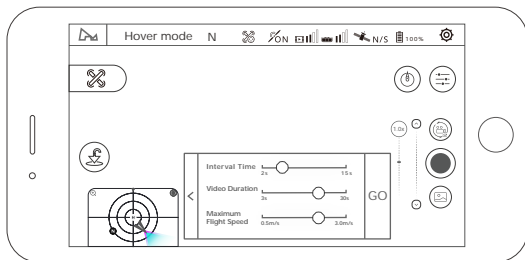 Hover mode N ON N/S 100%
1.0x
Interval Time
2s 15s
Video Duration
3s 30s
GO
Maximum
Flight Speed
0.5m/s 3.0m/s